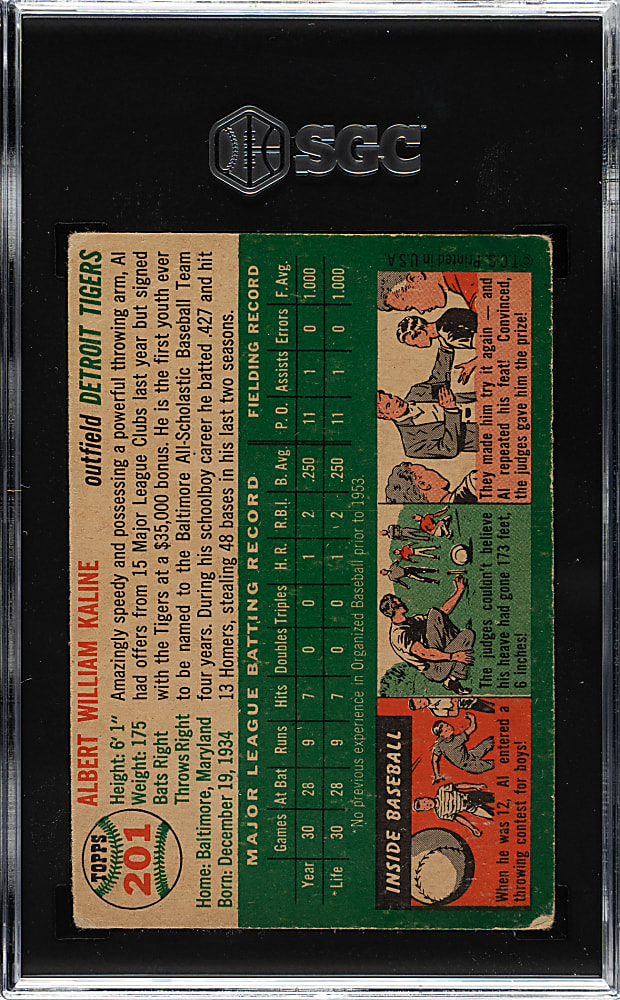 SGC
TOPPS
201
ALBERT WILLIAM KALINE
outfield DETROIT TIGERS
Height: 6' 1"
Weight: 175
Bats Right
Throws Right
Home: Baltimore, Maryland
Born: December 19, 1934
Amazingly speedy and possessing a powerful throwing arm, Al
had offers from 15 Major League Clubs last year but signed
with the Tigers at a $35,000 bonus. He is the first youth ever
to be named to the Baltimore All-Scholastic Baseball Team
four years. During his schoolboy career he batted .427 and hit
13 Homers, stealing 48 bases in his last two seasons.
MAJOR LEAGUE BATTING RECORD FIELDING RECORD
Games At Bat Runs Hits Doubles Triples H.R. R.B.I. B. Avg. P. O. Assists Errors F. Avg.
Year 30 28 9 7 0 0 1 2 .250 11 1 0 1.000
*Life 30 28 9 7 0 0 1 2 .250 11 1 0 1.000
*No previous experience in Organized Baseball prior to 1953.
INSIDE BASEBALL
When he was 12, Al entered a
throwing contest for boys!
The judges couldn't believe
his heave had gone 173 feet,
6 inches!
They made him try it again — and
Al repeated his feat! Convinced,
the judges gave him the prize!
© T.C.G. Printed in U.S.A.